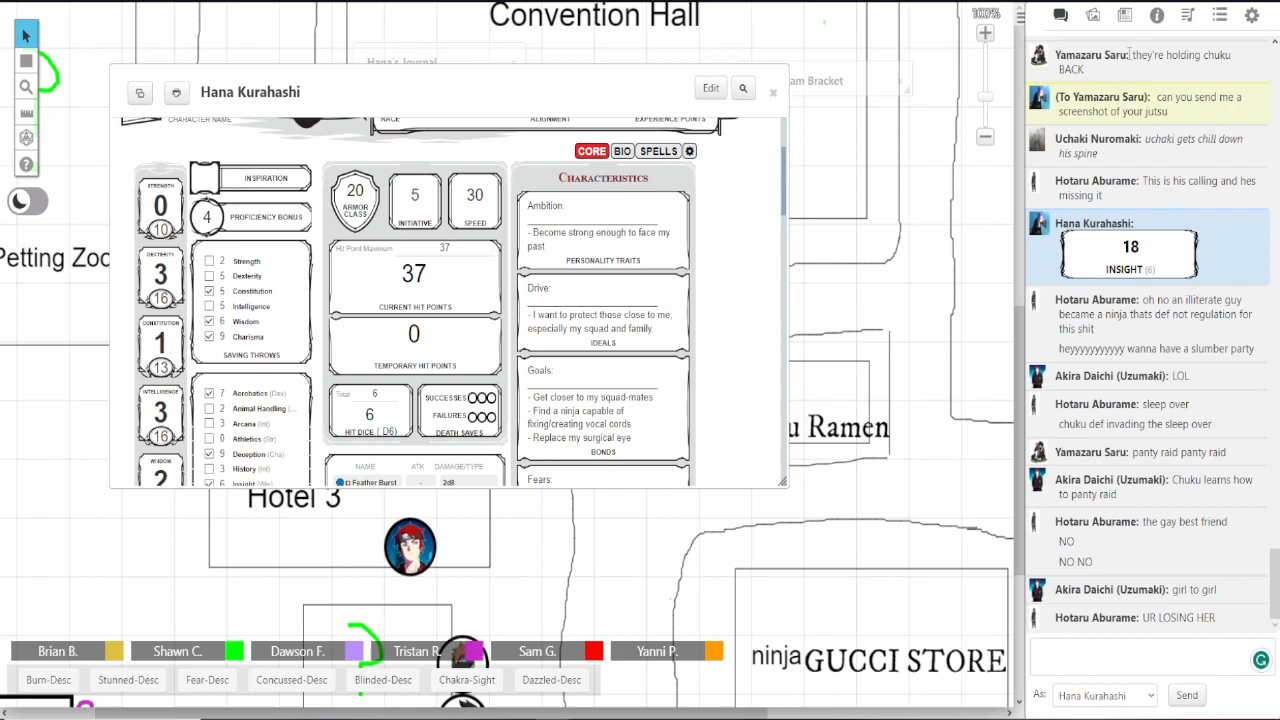 Convention Hall
100%
Hana's Journal
am Bracket
Hana Kurahashi
Edit
CHARACTER NAME
RACE
ALIGNMENT
EXPERIENCE POINTS
CORE
BIO
SPELLS
STRENGTH
0
10
DEXTERITY
3
16
CONSTITUTION
1
13
INTELLIGENCE
3
16
WISDOM
2
INSPIRATION
4
PROFICIENCY BONUS
2 Strength
5 Dexterity
5 Constitution
5 Intelligence
6 Wisdom
9 Charisma
SAVING THROWS
7 Acrobatics (Dex)
2 Animal Handling (...
3 Arcana (Int)
0 Athletics (Str)
9 Deception (Cha)
3 History (Int)
6 Insight (Wis)
20
ARMOR
CLASS
5
INITIATIVE
30
SPEED
Hit Point Maximum 37
37
CURRENT HIT POINTS
0
TEMPORARY HIT POINTS
Total 6
6
HIT DICE ( D6)
SUCCESSES
FAILURES
DEATH SAVES
NAME ATK DAMAGE/TYPE
Feather Burst - 2d8
CHARACTERISTICS
Ambition:
- Become strong enough to face my
past
PERSONALITY TRAITS
Drive:
- I want to protect those close to me;
especially my squad and family.
IDEALS
Goals:
- Get closer to my squad-mates
- Find a ninja capable of
fixing/creating vocal cords
- Replace my surgical eye
BONDS
Fears:
Petting Zoo
u Ramen
Hotel 3
ninja GUCCI STORE
Brian B.
Shawn C.
Dawson F.
Tristan R.
Sam G.
Yanni P.
Burn-Desc
Stunned-Desc
Fear-Desc
Concussed-Desc
Blinded-Desc
Chakra-Sight
Dazzled-Desc
Yamazaru Saru: they're holding chuku
BACK
(To Yamazaru Saru): can you send me a
screenshot of your jutsu
Uchaki Nuromaki: uchaki gets chill down
his spine
Hotaru Aburame: This is his calling and hes
missing it
Hana Kurahashi:
18
INSIGHT (6)
Hotaru Aburame: oh no an illiterate guy
became a ninja thats def not regulation for
this shit
heyyyyyyyyyy wanna have a slumber party
Akira Daichi (Uzumaki): LOL
Hotaru Aburame: sleep over
chuku def invading the sleep over
Yamazaru Saru: panty raid panty raid
Akira Daichi (Uzumaki): Chuku learns how
to panty raid
Hotaru Aburame: the gay best friend
NO
NO NO
Akira Daichi (Uzumaki): girl to girl
Hotaru Aburame: UR LOSING HER
As: Hana Kurahashi
Send